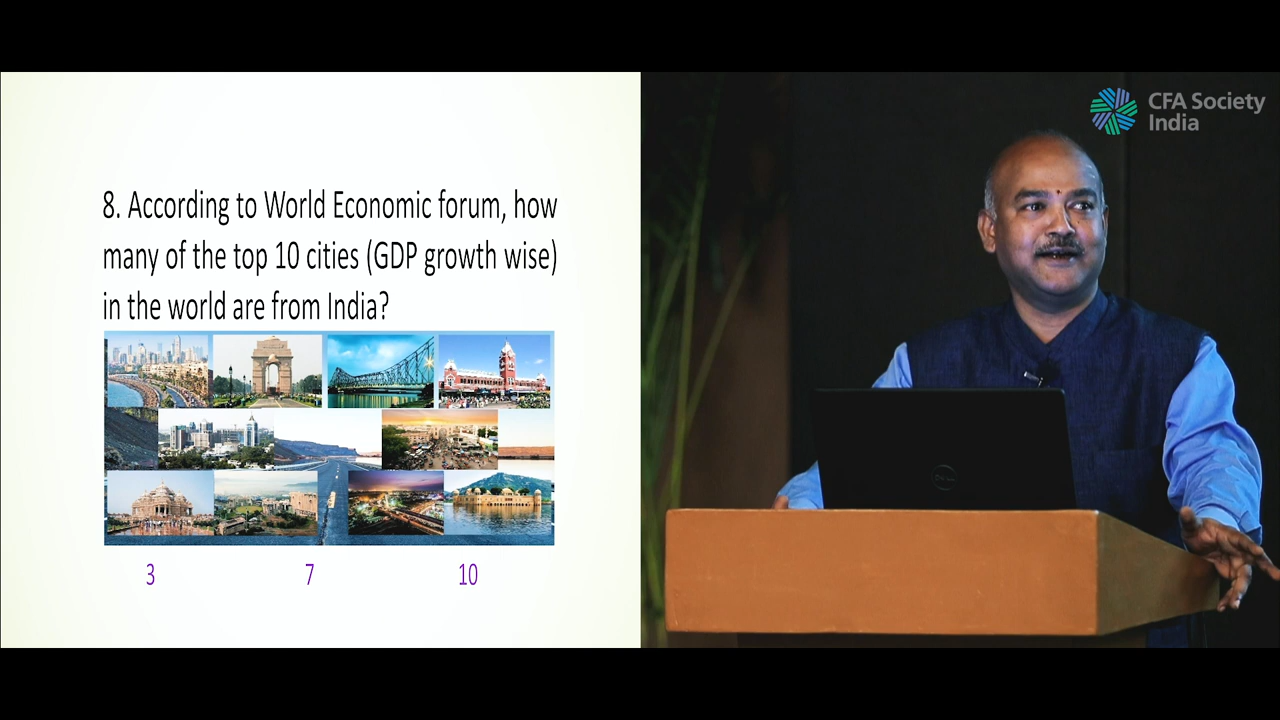 8. According to World Economic forum, how
many of the top 10 cities (GDP growth wise)
in the world are from India?
3 7 10
CFA Society
India